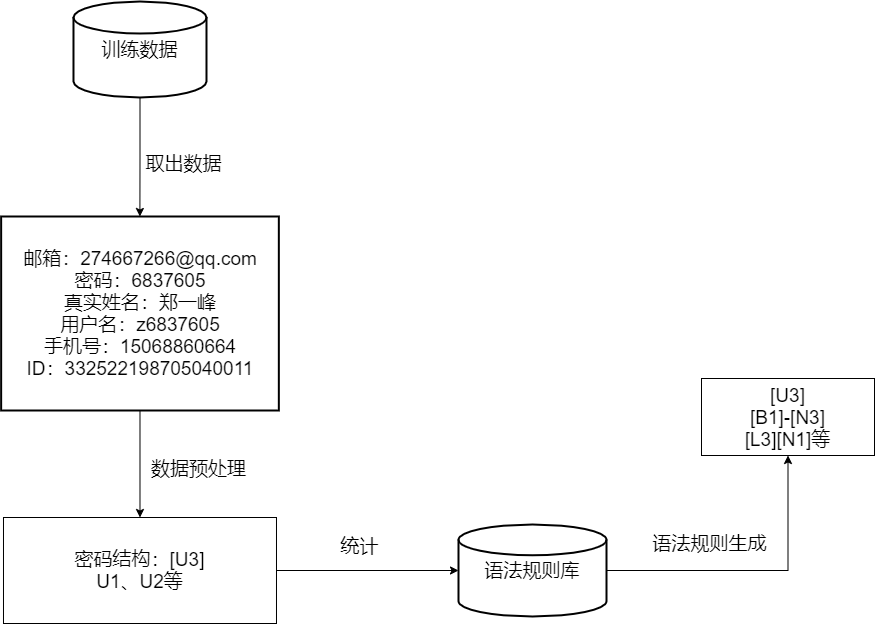 训练数据
取出数据
邮箱：274667266@qq.com
密码：6837605
真实姓名：郑一峰
用户名：z6837605
手机号：15068860664
ID：332522198705040011
数据预处理
密码结构：[U3]
U1、U2等
统计
语法规则库
语法规则生成
[U3]
[B1]-[N3]
[L3][N1]等